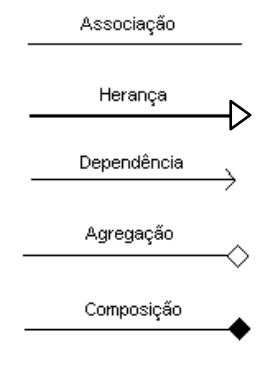 Associação
Herança
Dependência
Agregação
Composição